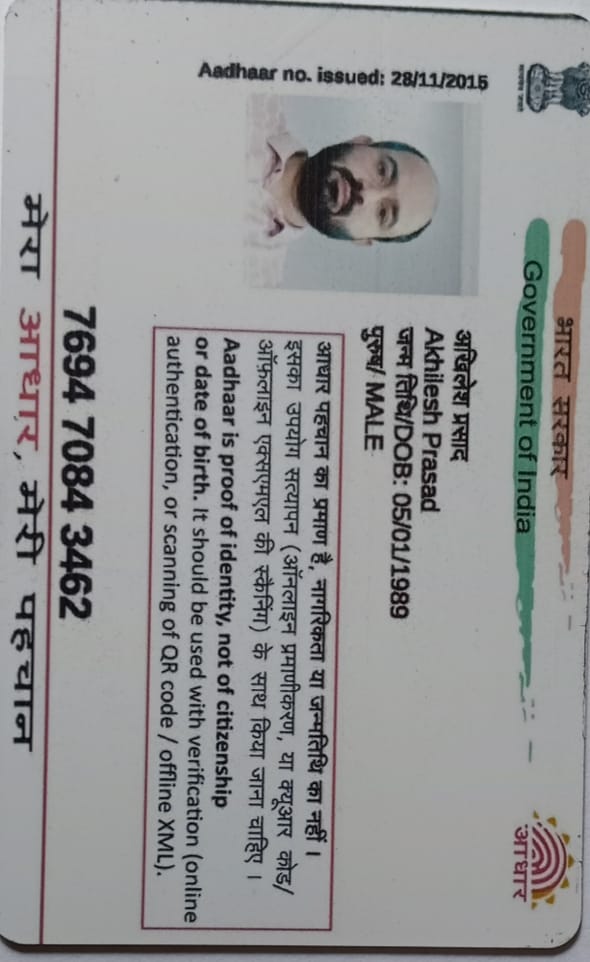 भारत सरकार
Government of India
आधार
सत्यमेव जयते
Aadhaar no. issued: 28/11/2015
अखिलेश प्रसाद
Akhilesh Prasad
जन्म तिथि/DOB: 05/01/1989
पुरुष/ MALE
आधार पहचान का प्रमाण है, नागरिकता या जन्मतिथि का नहीं ।
इसका उपयोग सत्यापन (ऑनलाइन प्रमाणीकरण, या क्यूआर कोड/
ऑफ़लाइन एक्सएमएल की स्कैनिंग) के साथ किया जाना चाहिए ।
Aadhaar is proof of identity, not of citizenship
or date of birth. It should be used with verification (online
authentication, or scanning of QR code / offline XML).
7694 7084 3462
मेरा आधार, मेरी पहचान